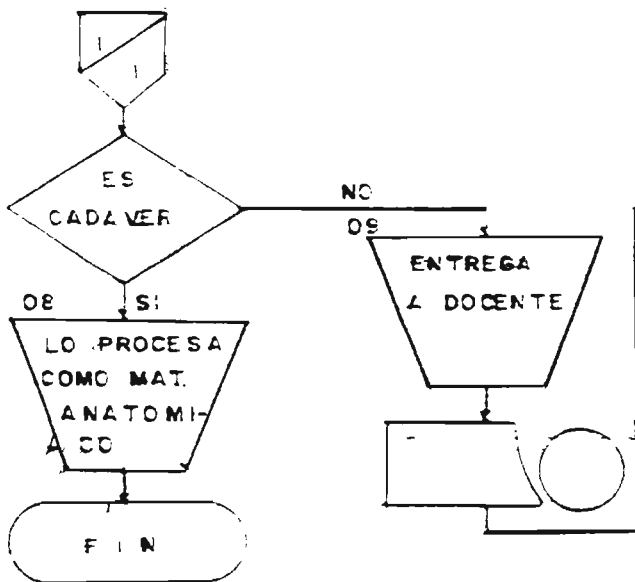 1
1
ES
CADAVER
NO
08
SI
09
LO PROCESA
COMO MAT.
ANATOMI-
CO
ENTREGA
A DOCENTE
FIN